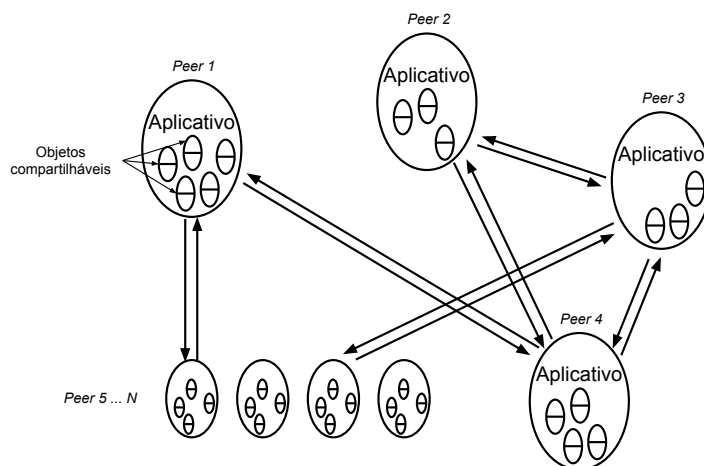 Peer 2
Peer 1
Aplicativo
Peer 3
Aplicativo
Objetos
compartilháveis
Aplicativo
Peer 4
Aplicativo
Peer 5 ... N